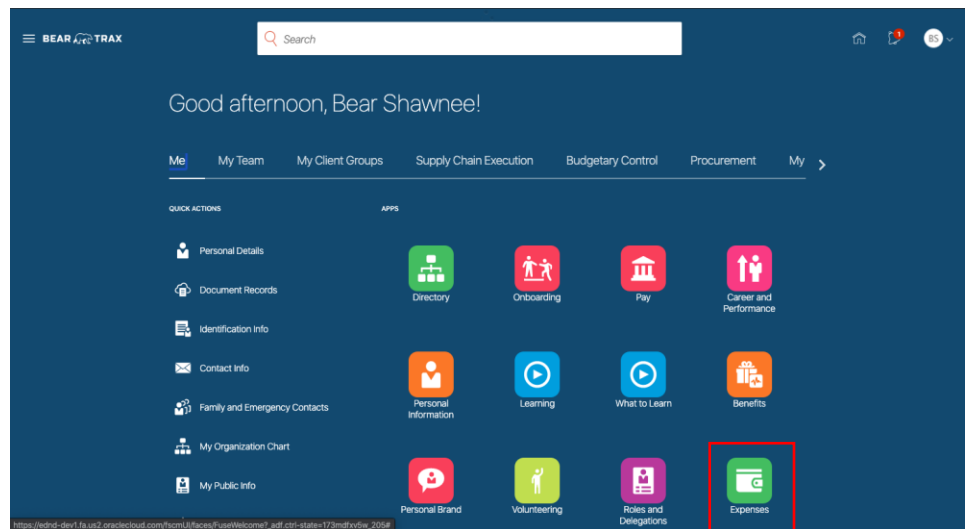 BEAR TRAX
Search
1
BS
Good afternoon, Bear Shawnee!
Me My Team My Client Groups Supply Chain Execution Budgetary Control Procurement My
QUICK ACTIONS
APPS
Personal Details
Document Records
Identification Info
Contact Info
Family and Emergency Contacts
My Organization Chart
My Public Info
Directory
Onboarding
Pay
Career and
Performance
Personal
Information
Learning
What to Learn
Benefits
Personal Brand
Volunteering
Roles and
Delegations
Expenses
https://ednd-dev1.fa.us2.oraclecloud.com/fscmUI/faces/FuseWelcome?_adf.ctrl-state=173mdfxv5w_205#